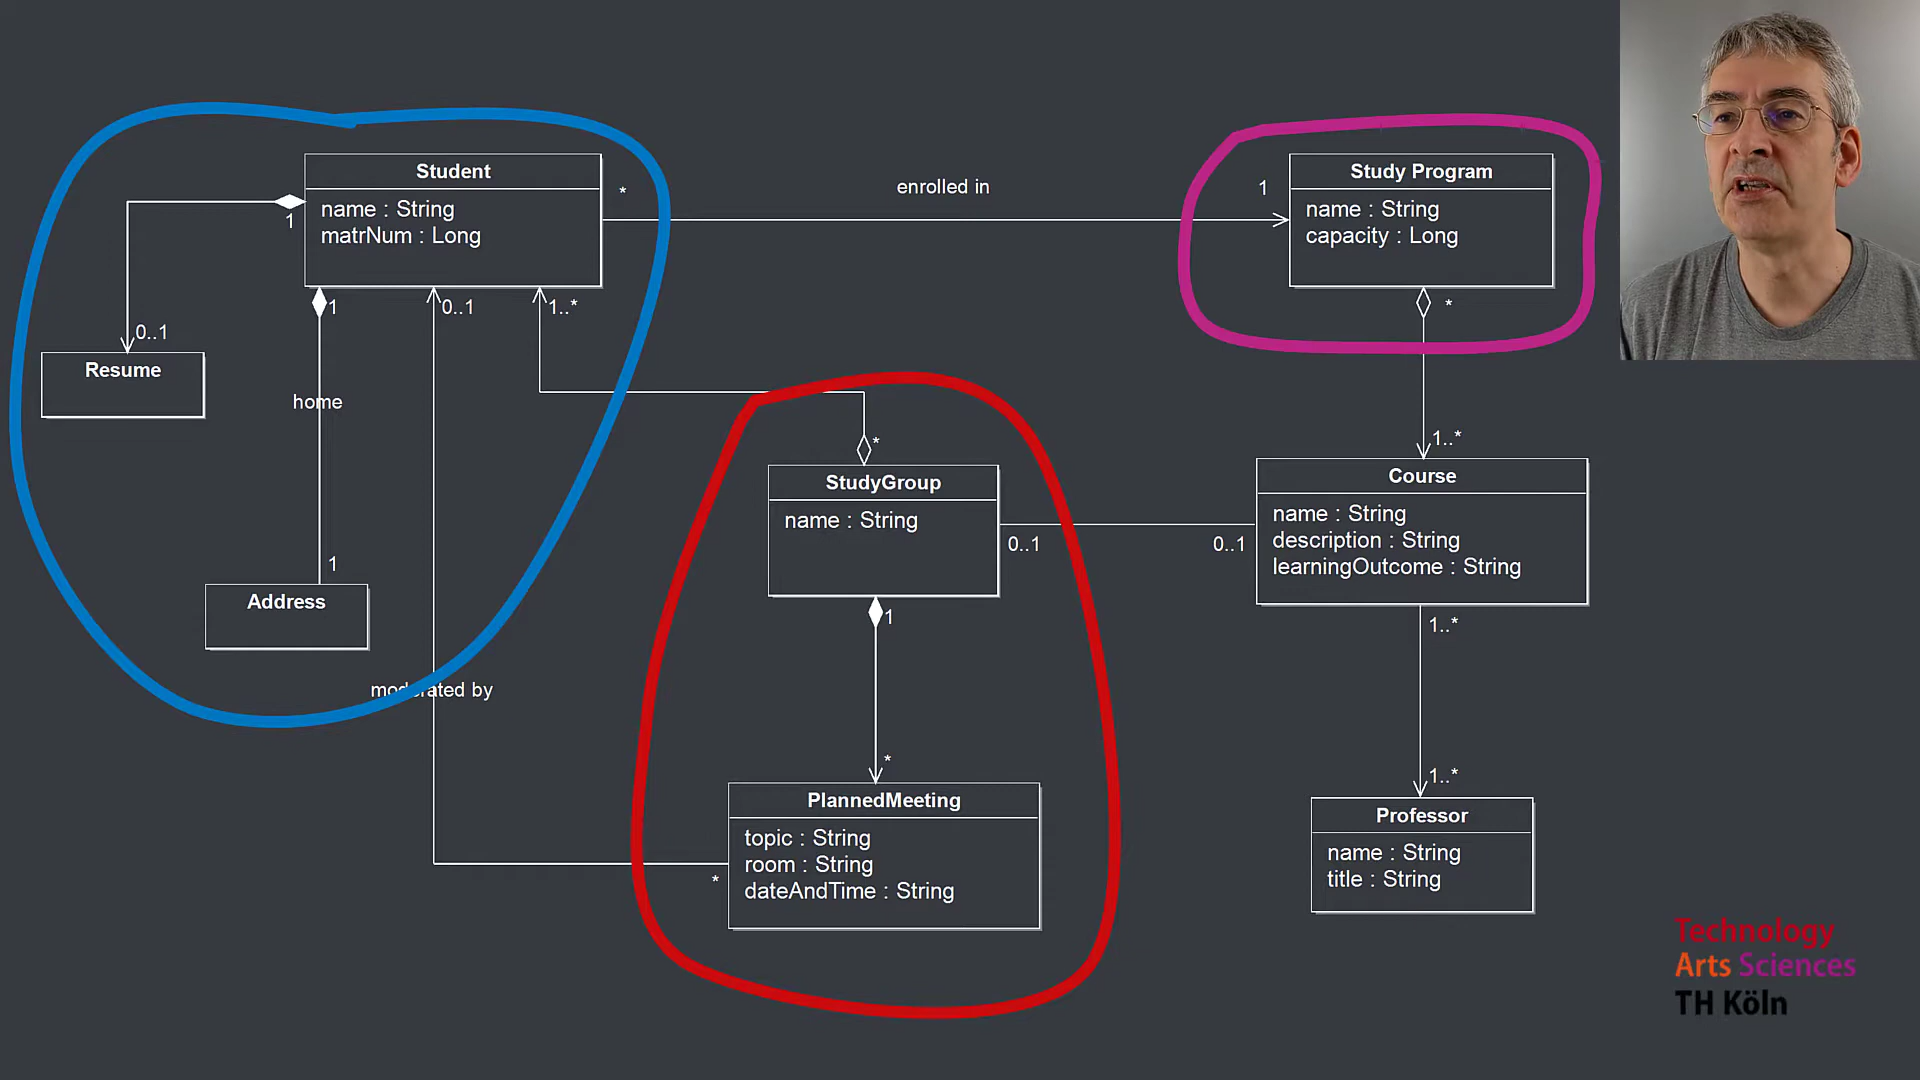 Student
name : String
matrNum : Long
*
enrolled in
1
Study Program
name : String
capacity : Long
1
0..1
Resume
1
0..1
1..*
home
1
Address
moderated by
*
StudyGroup
name : String
0..1
0..1
*
1..*
Course
name : String
description : String
learningOutcome : String
1
*
PlannedMeeting
topic : String
room : String
dateAndTime : String
*
1..*
1..*
Professor
name : String
title : String
Technology
Arts Sciences
TH Köln